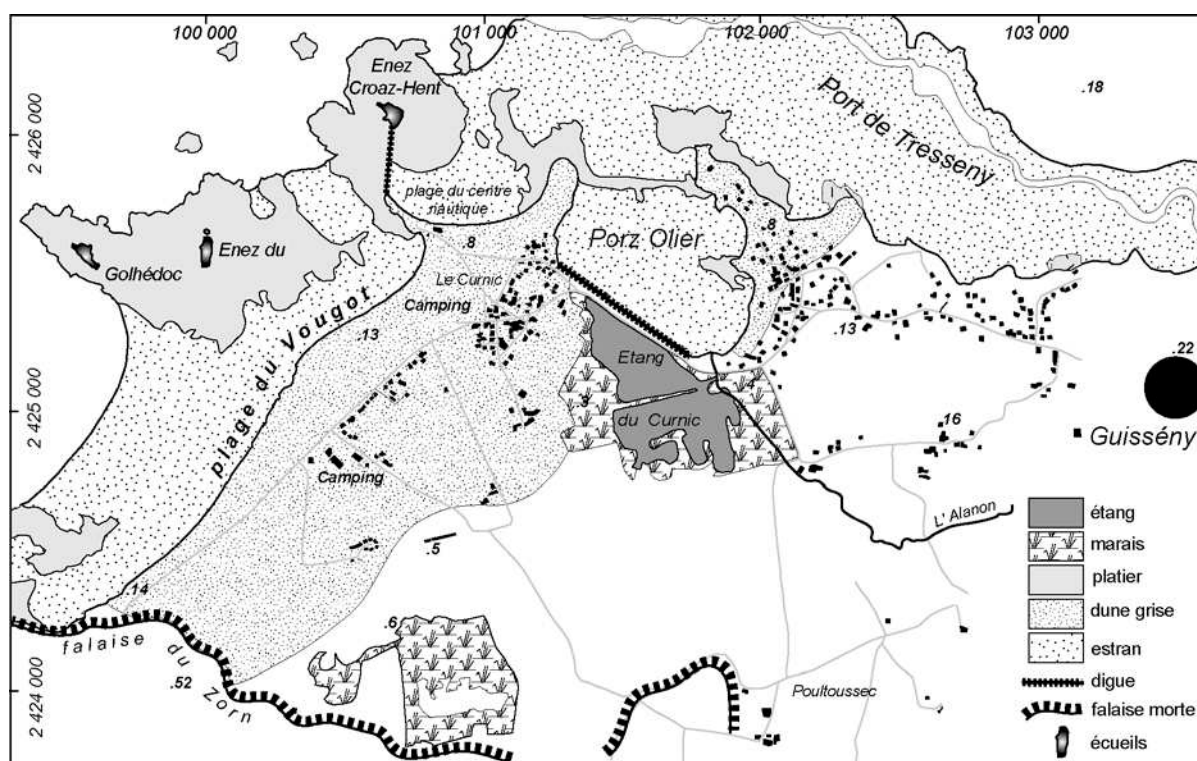 100 000
101 000
102 000
103 000
2 426 000
2 425 000
2 424 000
Enez
Croaz-Hent
.18
Port de Tresseny
plage du centre
nautique
8
8
Porz Olier
Golhédoc
Enez du
Le Curnic
Camping
.13
.13
plage du Vougot
Etang
du Curnic
3
4
.22
16
Guissény
Camping
L'Alanon
.5
.14
.6
falaise
du
Zorn
.52
Poultoussec
étang
marais
platier
dune grise
estran
digue
falaise morte
écueils